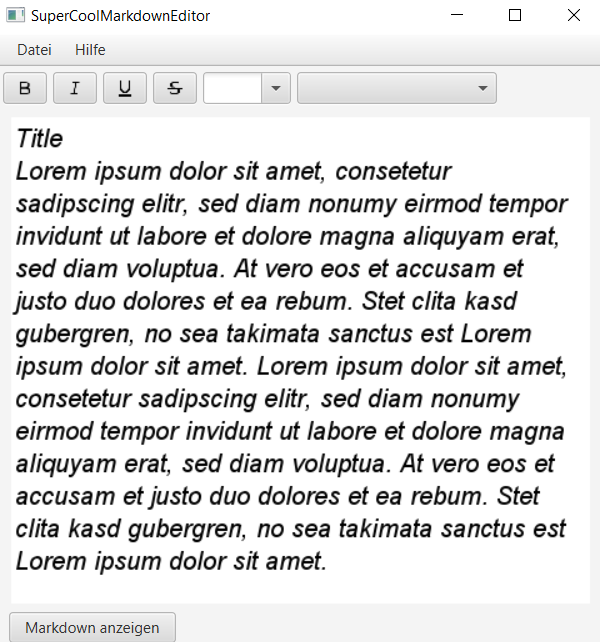 SuperCoolMarkdownEditor
Datei Hilfe
B I U S
Title
Lorem ipsum dolor sit amet, consetetur
sadipscing elitr, sed diam nonumy eirmod tempor
invidunt ut labore et dolore magna aliquyam erat,
sed diam voluptua. At vero eos et accusam et
justo duo dolores et ea rebum. Stet clita kasd
gubergren, no sea takimata sanctus est Lorem
ipsum dolor sit amet. Lorem ipsum dolor sit amet,
consetetur sadipscing elitr, sed diam nonumy
eirmod tempor invidunt ut labore et dolore magna
aliquyam erat, sed diam voluptua. At vero eos et
accusam et justo duo dolores et ea rebum. Stet
clita kasd gubergren, no sea takimata sanctus est
Lorem ipsum dolor sit amet.
Markdown anzeigen